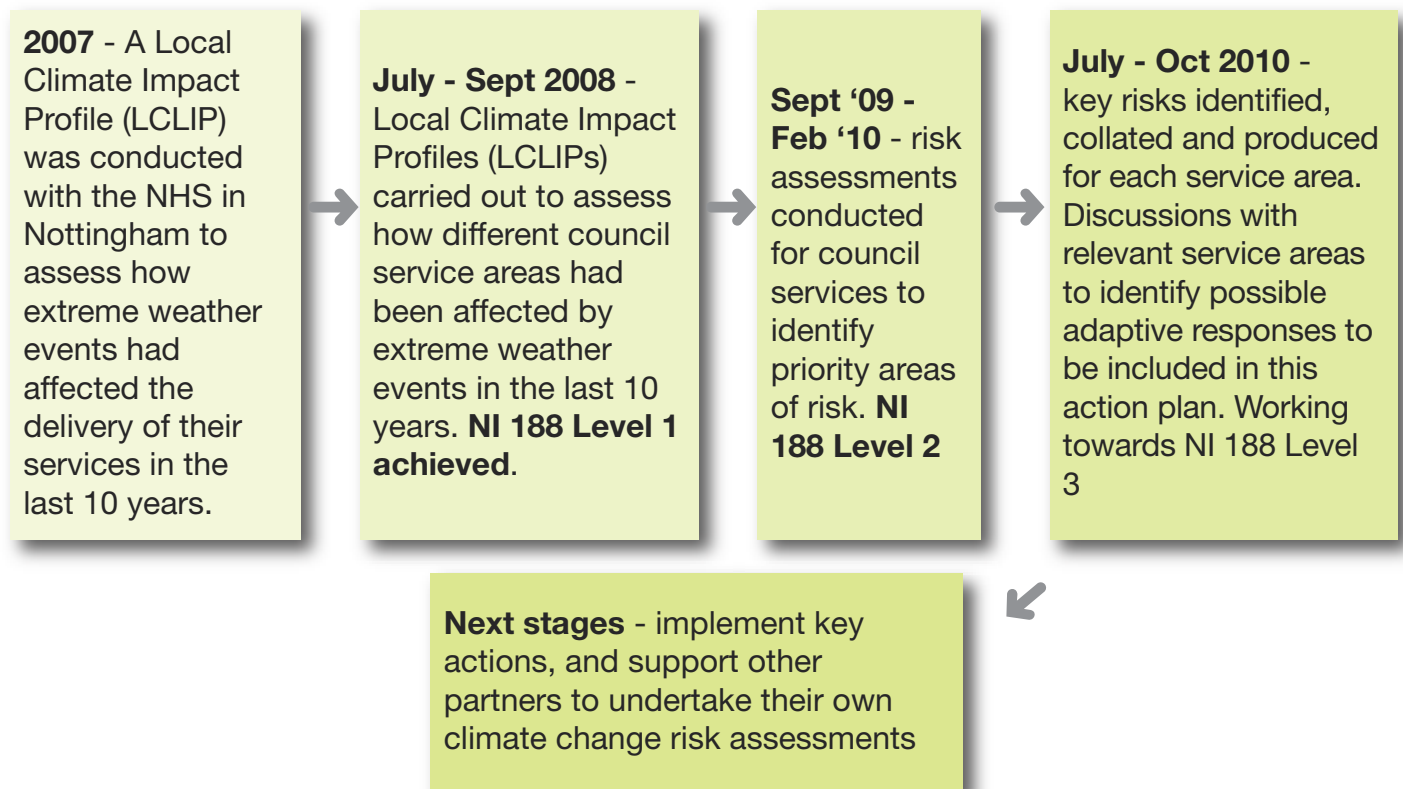 2007 - A Local
Climate Impact
Profile (LCLIP)
was conducted
with the NHS in
Nottingham to
assess how
extreme weather
events had
affected the
delivery of their
services in the
last 10 years.
July - Sept 2008 -
Local Climate Impact
Profiles (LCLIPs)
carried out to assess
how different council
service areas had
been affected by
extreme weather
events in the last 10
years. NI 188 Level 1
achieved.
Sept ‘09 -
Feb ‘10 - risk
assessments
conducted
for council
services to
identify
priority areas
of risk. NI
188 Level 2
July - Oct 2010 -
key risks identified,
collated and produced
for each service area.
Discussions with
relevant service areas
to identify possible
adaptive responses to
be included in this
action plan. Working
towards NI 188 Level
3
Next stages - implement key
actions, and support other
partners to undertake their own
climate change risk assessments